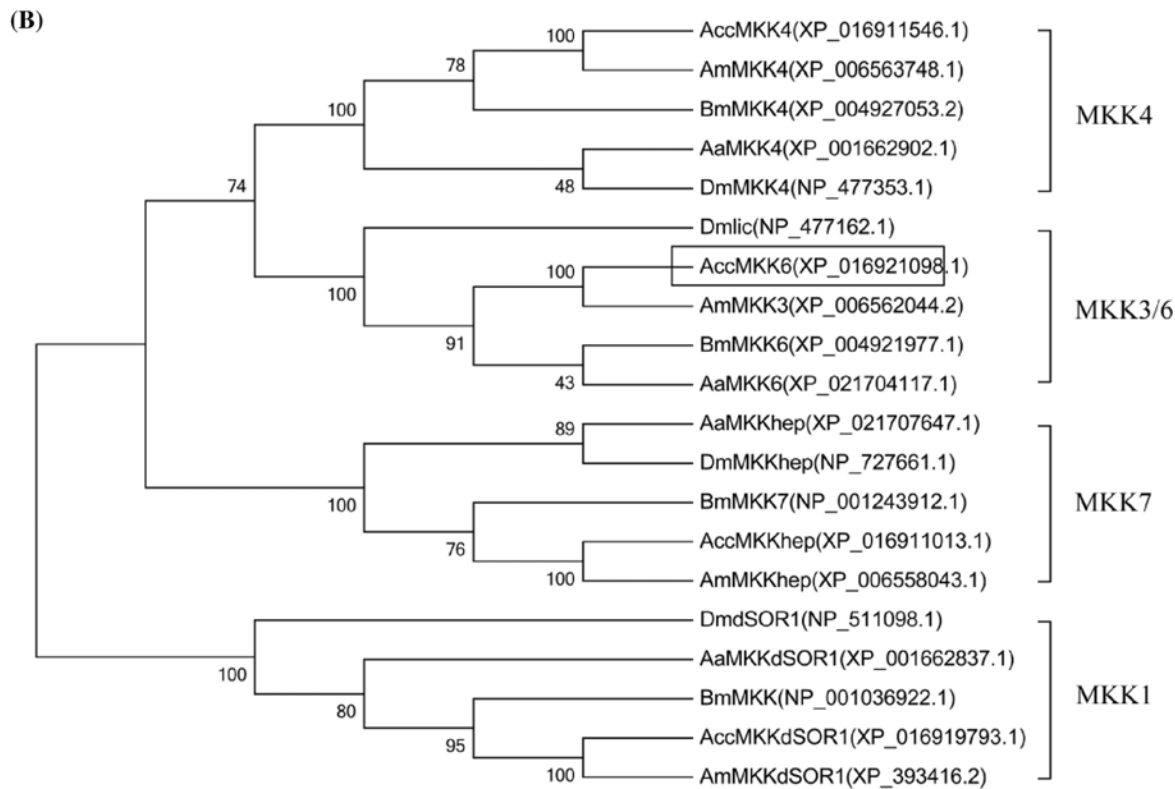 (B)
AccMKK4(XP_016911546.1)
100
AmMKK4(XP_006563748.1)
78
BmMKK4(XP_004927053.2)
MKK4
100
AaMKK4(XP_001662902.1)
74
48
DmMKK4(NP_477353.1)
Dmlic(NP_477162.1)
AccMKK6(XP_016921098.1)
100
100
AmMKK3(XP_006562044.2)
MKK3/6
91
BmMKK6(XP_004921977.1)
43
AaMKK6(XP_021704117.1)
AaMKKhep(XP_021707647.1)
89
DmMKKhep(NP_727661.1)
100
BmMKK7(NP_001243912.1)
MKK7
76
AccMKKhep(XP_016911013.1)
100
AmMKKhep(XP_006558043.1)
DmdSOR1(NP_511098.1)
100
AaMKKdSOR1(XP_001662837.1)
80
BmMKK(NP_001036922.1)
MKK1
95
AccMKKdSOR1(XP_016919793.1)
100
AmMKKdSOR1(XP_393416.2)